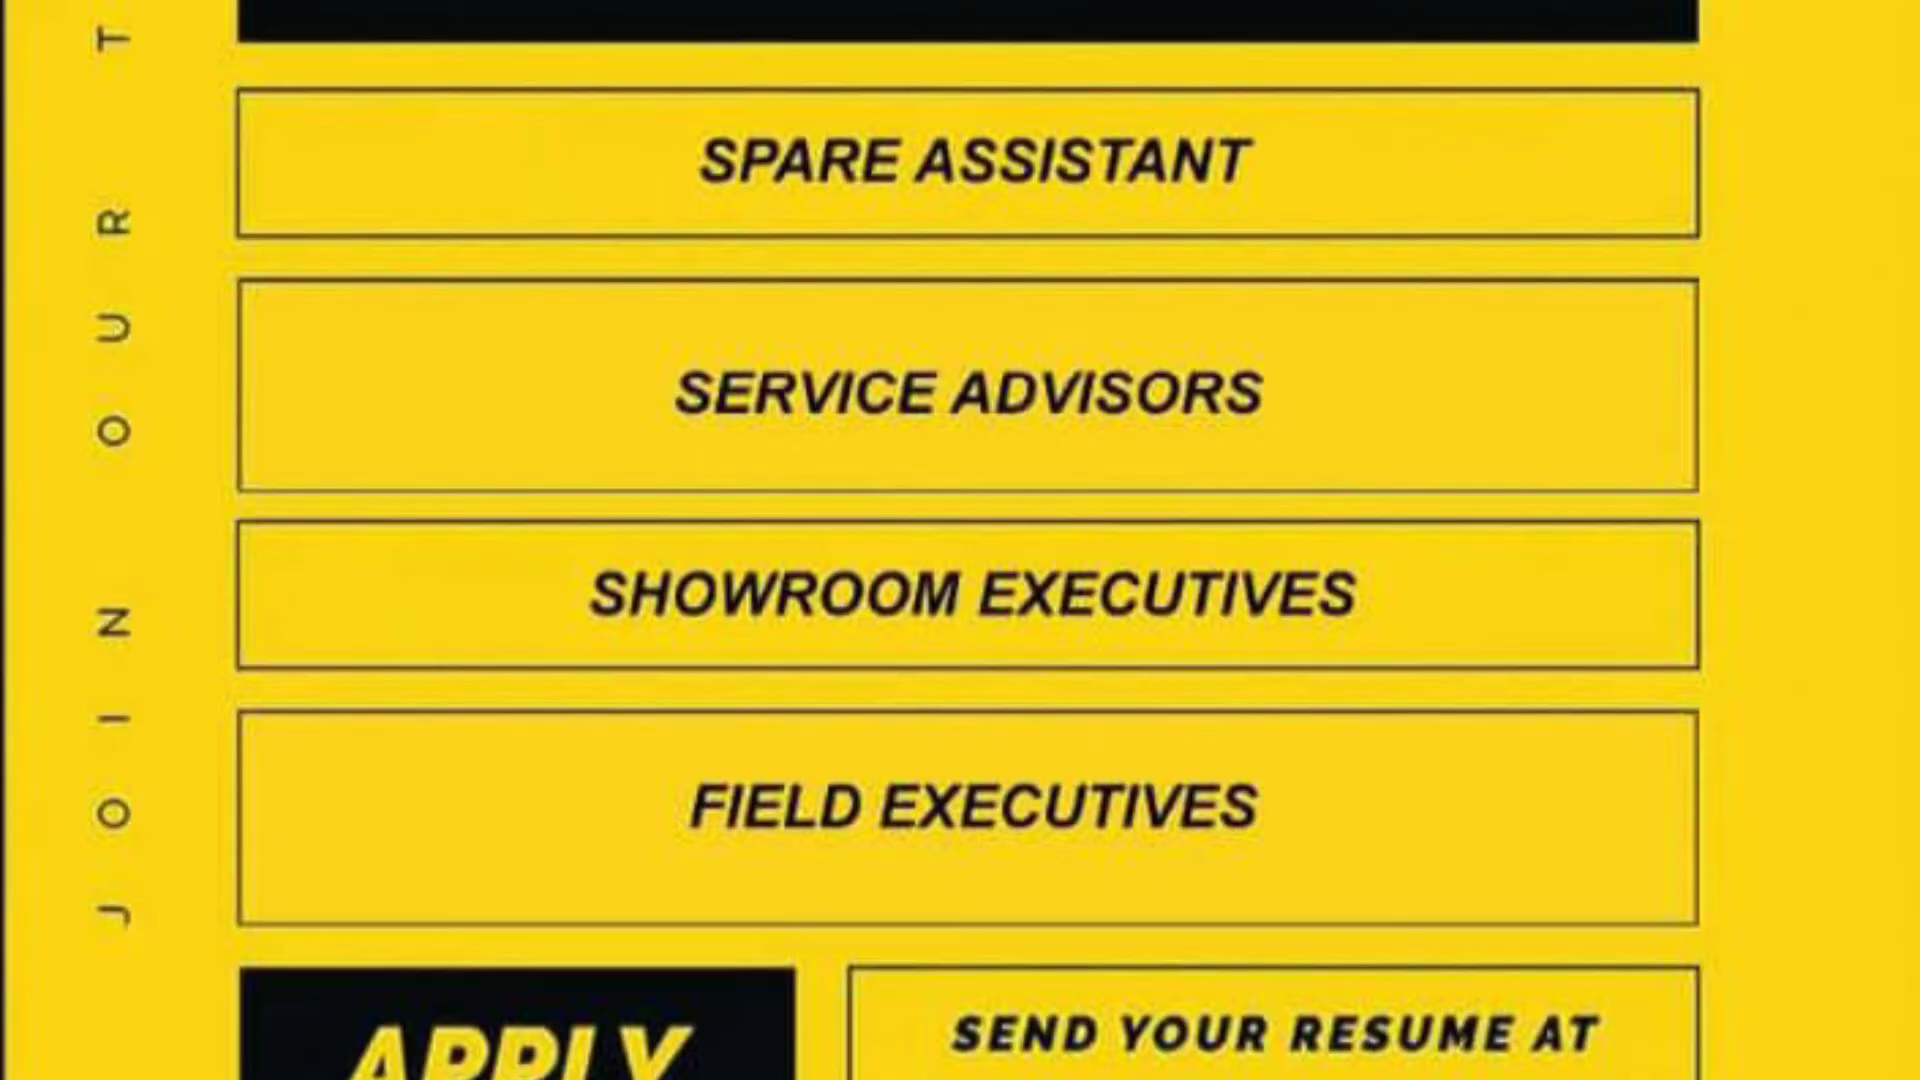 JOIN OUR T
SPARE ASSISTANT
SERVICE ADVISORS
SHOWROOM EXECUTIVES
FIELD EXECUTIVES
APPLY
SEND YOUR RESUME AT